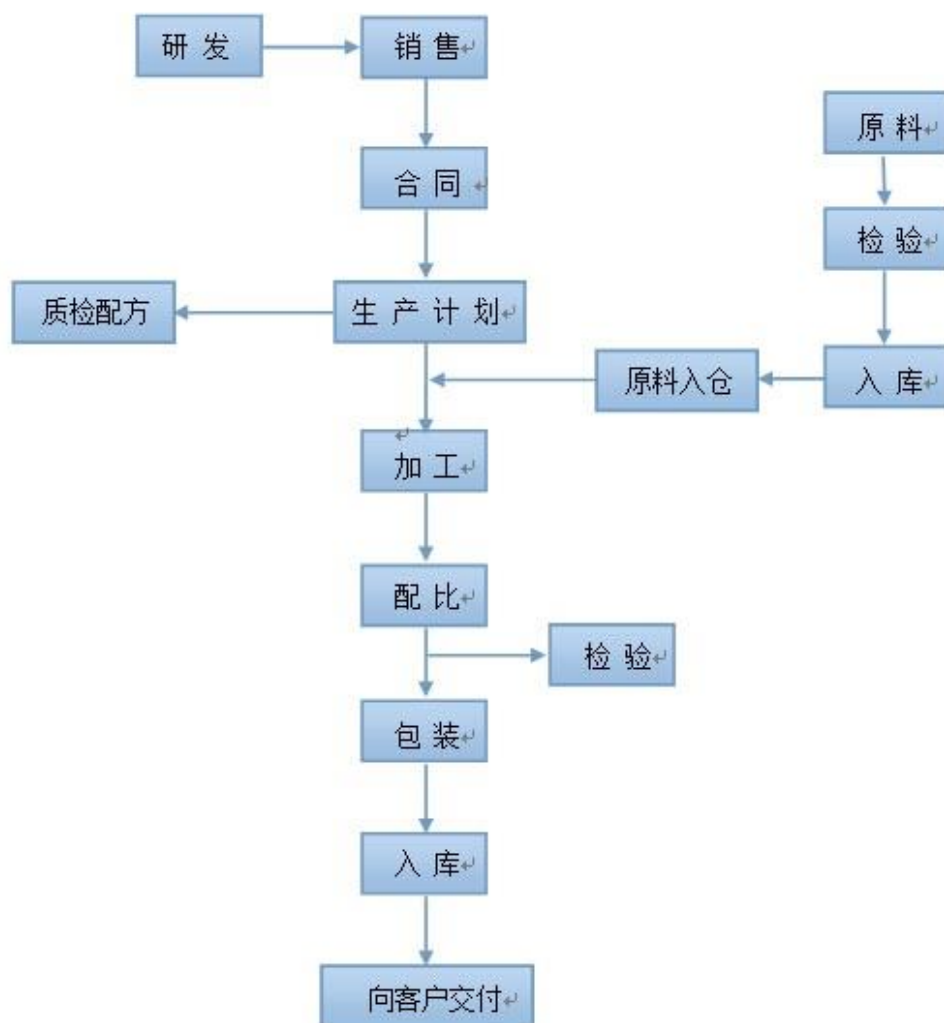 研 发
销 售
原 料
合 同
检 验
质检配方
生 产 计 划
原料入仓
入 库
加 工
配 比
检 验
包 装
入 库
向客户交付